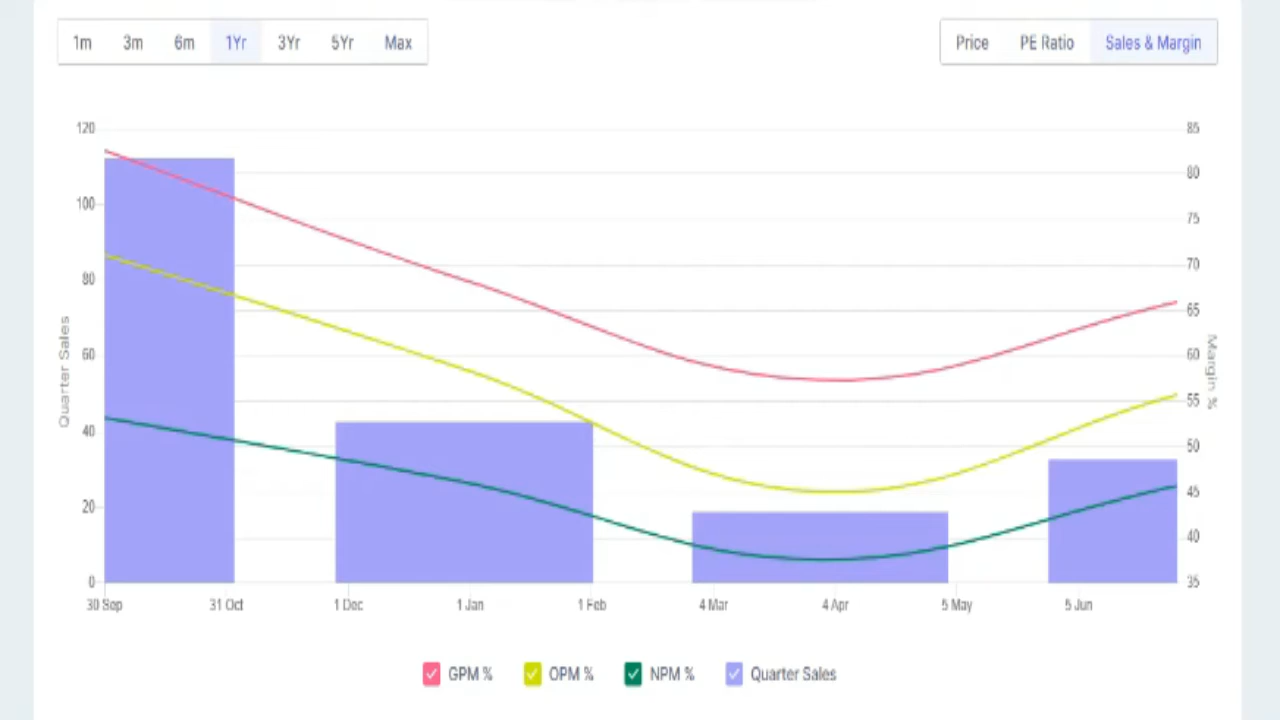 1m 3m 6m 1Yr 3Yr 5Yr Max Price PE Ratio Sales & Margin
120 85
80
100
75
80 70
65
60 60
55
40
50
20 45
40
0 35
Quarter Sales
Margin %
30 Sep 31 Oct 1 Dec 1 Jan 1 Feb 4 Mar 4 Apr 5 May 5 Jun
GPM % OPM % NPM % Quarter Sales